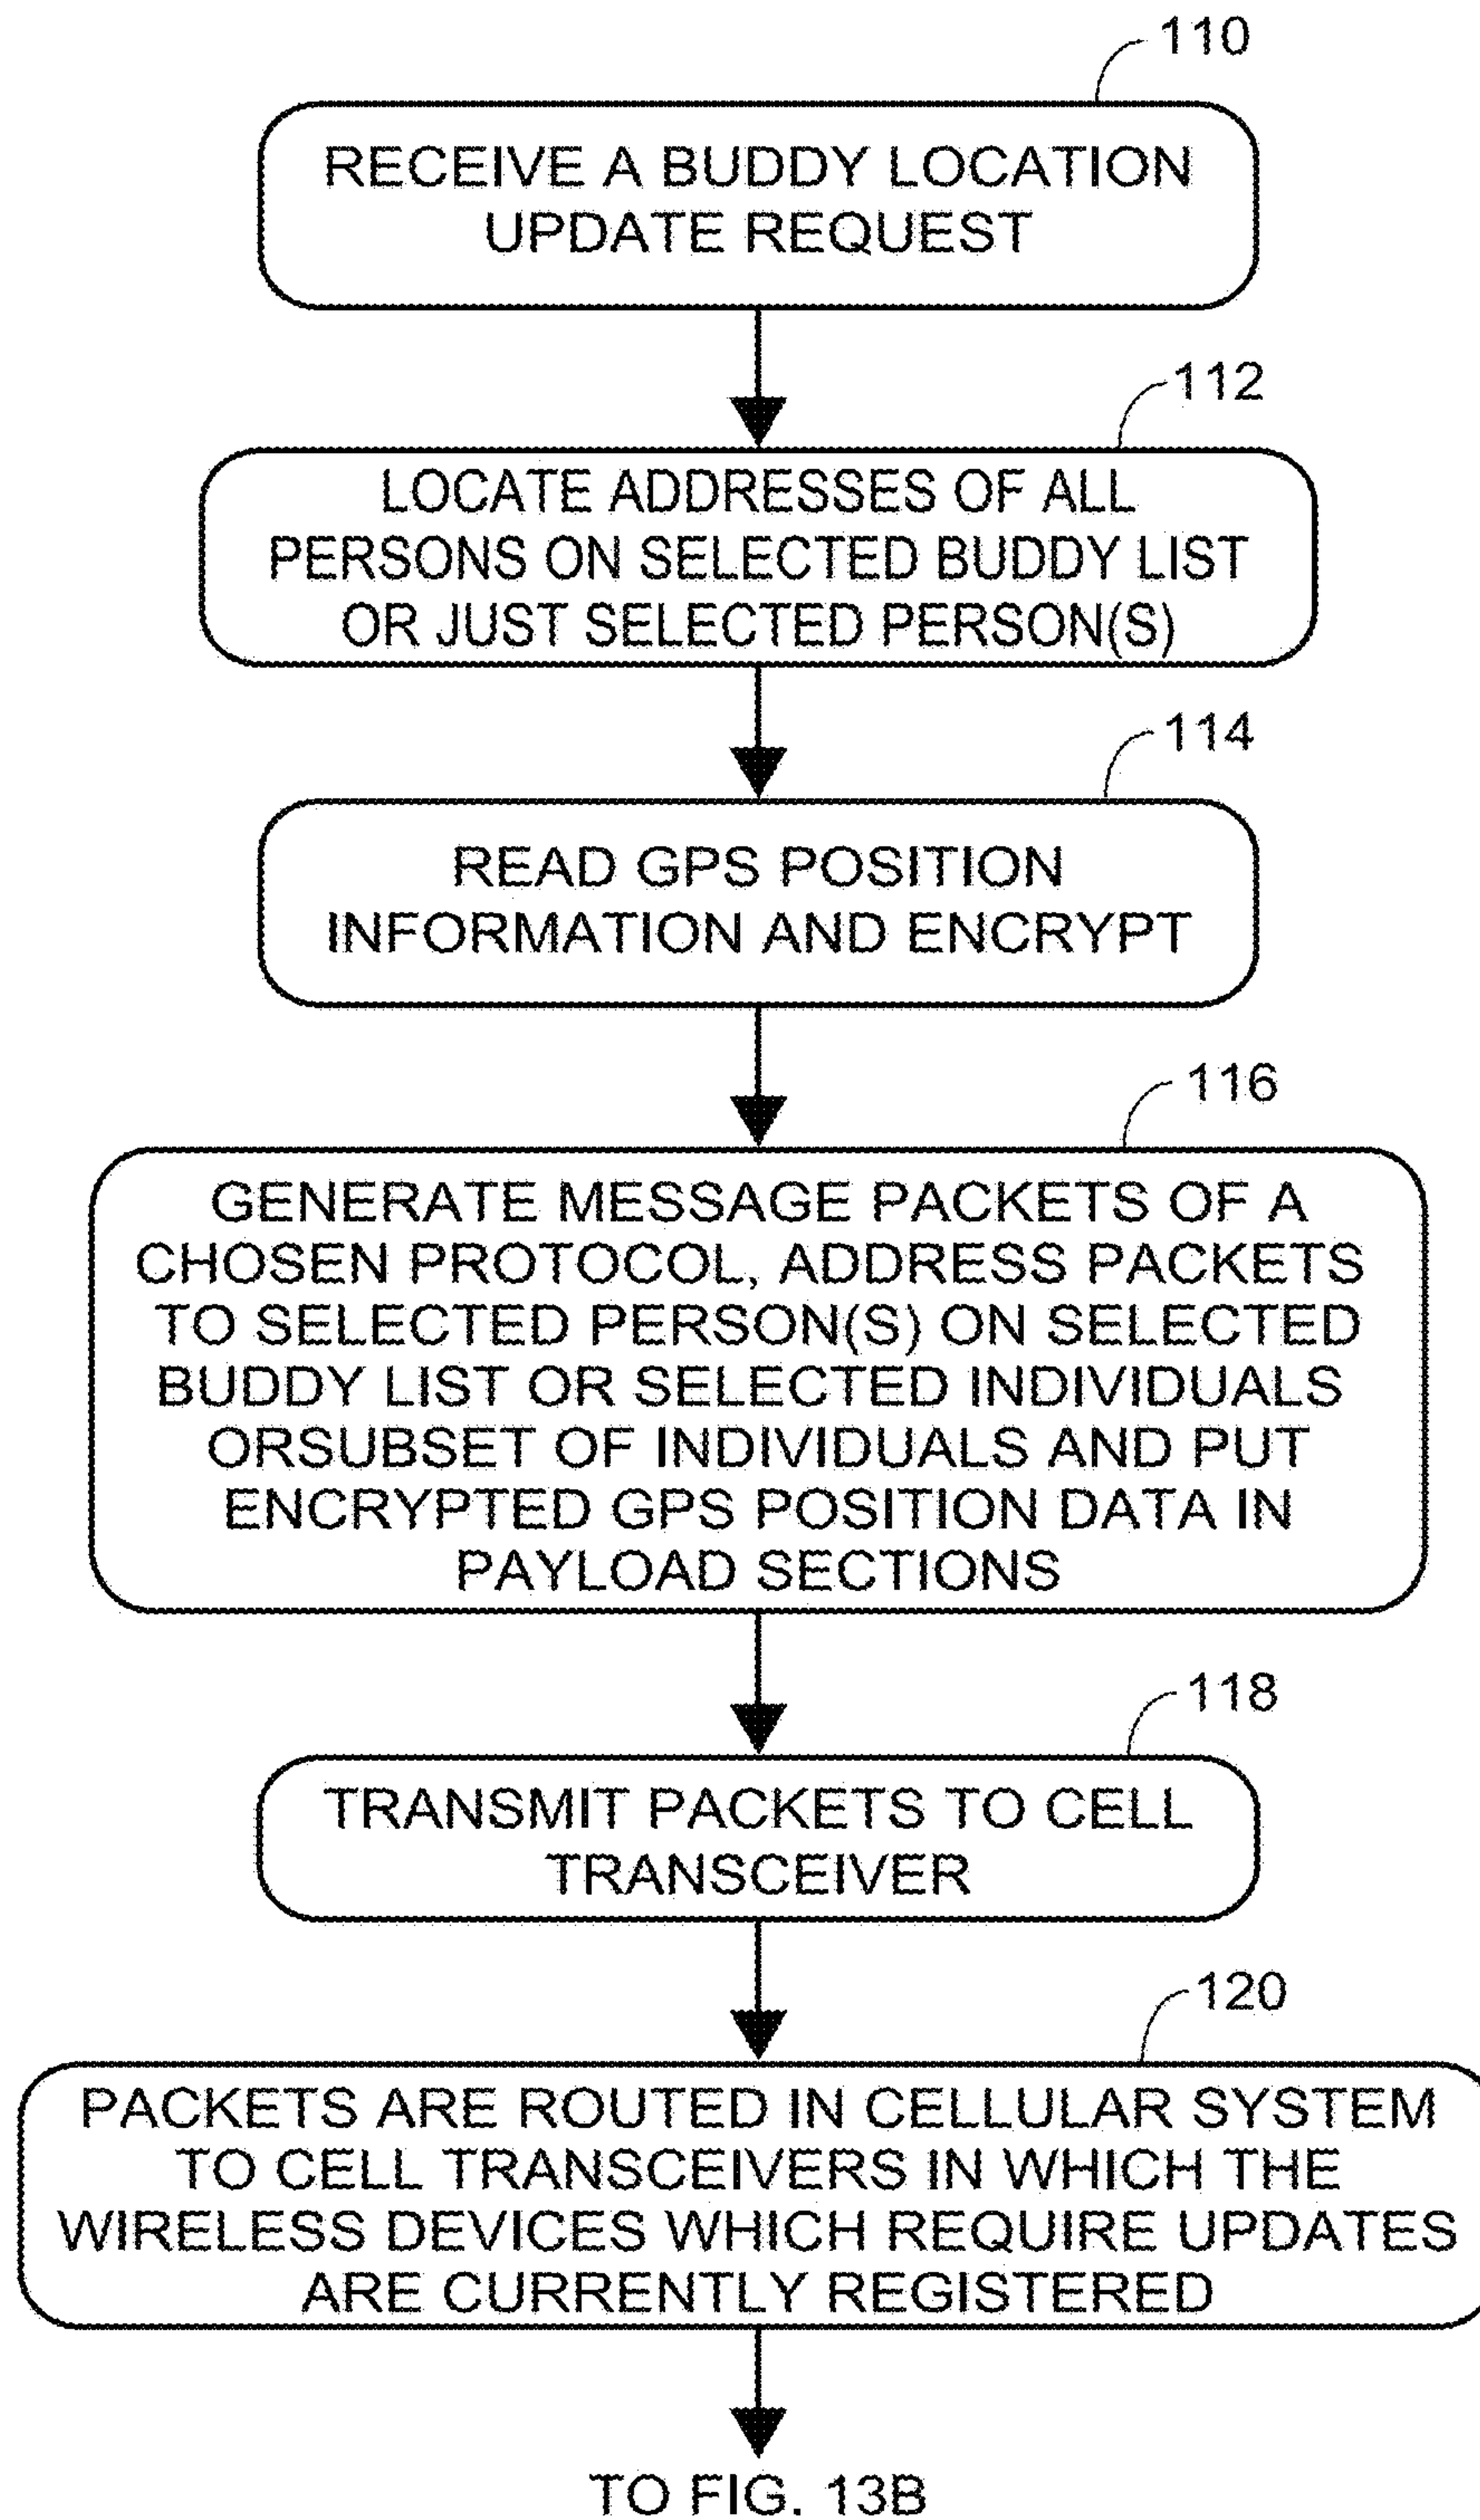 110
RECEIVE A BUDDY LOCATION
UPDATE REQUEST
112
LOCATE ADDRESSES OF ALL
PERSONS ON SELECTED BUDDY LIST
OR JUST SELECTED PERSON(S)
114
READ GPS POSITION
INFORMATION AND ENCRYPT
116
GENERATE MESSAGE PACKETS OF A
CHOSEN PROTOCOL, ADDRESS PACKETS
TO SELECTED PERSON(S) ON SELECTED
BUDDY LIST OR SELECTED INDIVIDUALS
ORSUBSET OF INDIVIDUALS AND PUT
ENCRYPTED GPS POSITION DATA IN
PAYLOAD SECTIONS
118
TRANSMIT PACKETS TO CELL
TRANSCEIVER
120
PACKETS ARE ROUTED IN CELLULAR SYSTEM
TO CELL TRANSCEIVERS IN WHICH THE
WIRELESS DEVICES WHICH REQUIRE UPDATES
ARE CURRENTLY REGISTERED
TO FIG. 13B